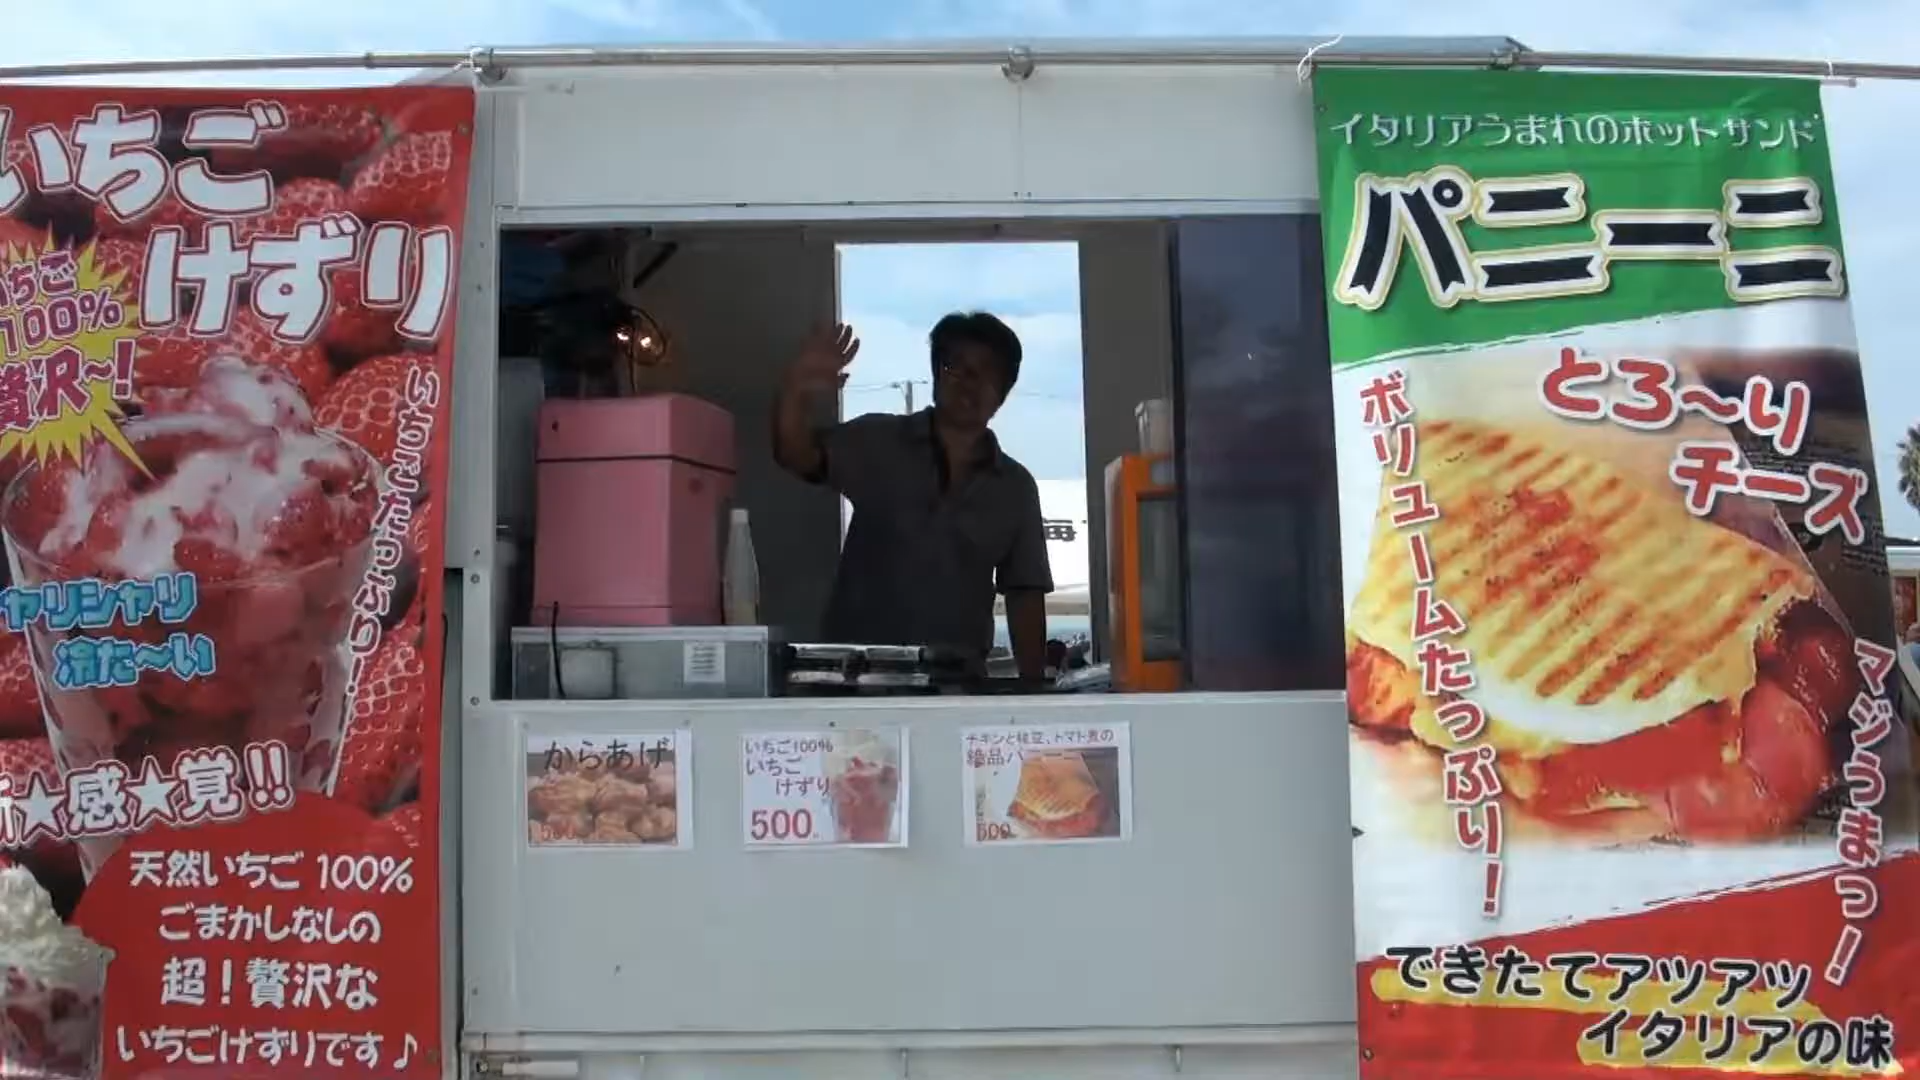 いちご
けずり
いちご
100%
贅沢〜!
いちごたっぷり!
シャリシャリ
冷た〜い
新★感★覚!!
天然いちご 100%
ごまかしなしの
超!贅沢な
いちごけずりです♪
からあげ
500
いちご100%
いちご
けずり
500
チキンと枝豆、トマト煮の
絶品パニーニ
500
イタリアうまれのホットサンド
パニーニ
とろ〜り
チーズ
ボリュームたっぷり!
マジうまっ!
できたてアツアツ
イタリアの味